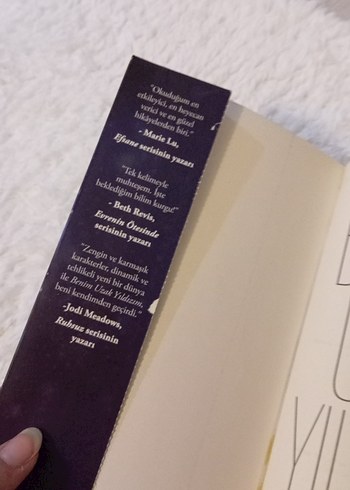 "Okuduğum en
etkileyici, en heyecan
verici ve en güzel
hikâyelerden biri."
- Marie Lu,
Efsane serisinin yazarı
"Tek kelimeyle
muhteşem. İşte
beklediğim bilim kurgu!"
- Beth Revis,
Evrenin Ötesinde
serisinin yazarı
"Zengin ve karmaşık
karakterler, dinamik ve
tehlikeli yeni bir dünya
ile Benim Uzak Yıldızım,
beni kendimden geçirdi."
-Jodi Meadows,
Ruhsuz serisinin
yazarı